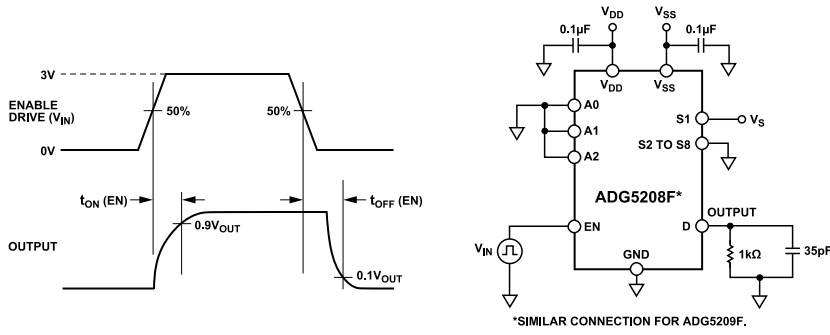 3V
ENABLE
DRIVE (VIN)
50%
50%
0V
tON (EN)
tOFF (EN)
0.9VOUT
OUTPUT
0.1VOUT
VDD
VSS
0.1µF
0.1µF
VDD
VSS
A0
A1
A2
S1
VS
S2 TO S8
ADG5208F*
EN
D
OUTPUT
VIN
GND
1kΩ
35pF
*SIMILAR CONNECTION FOR ADG5209F.